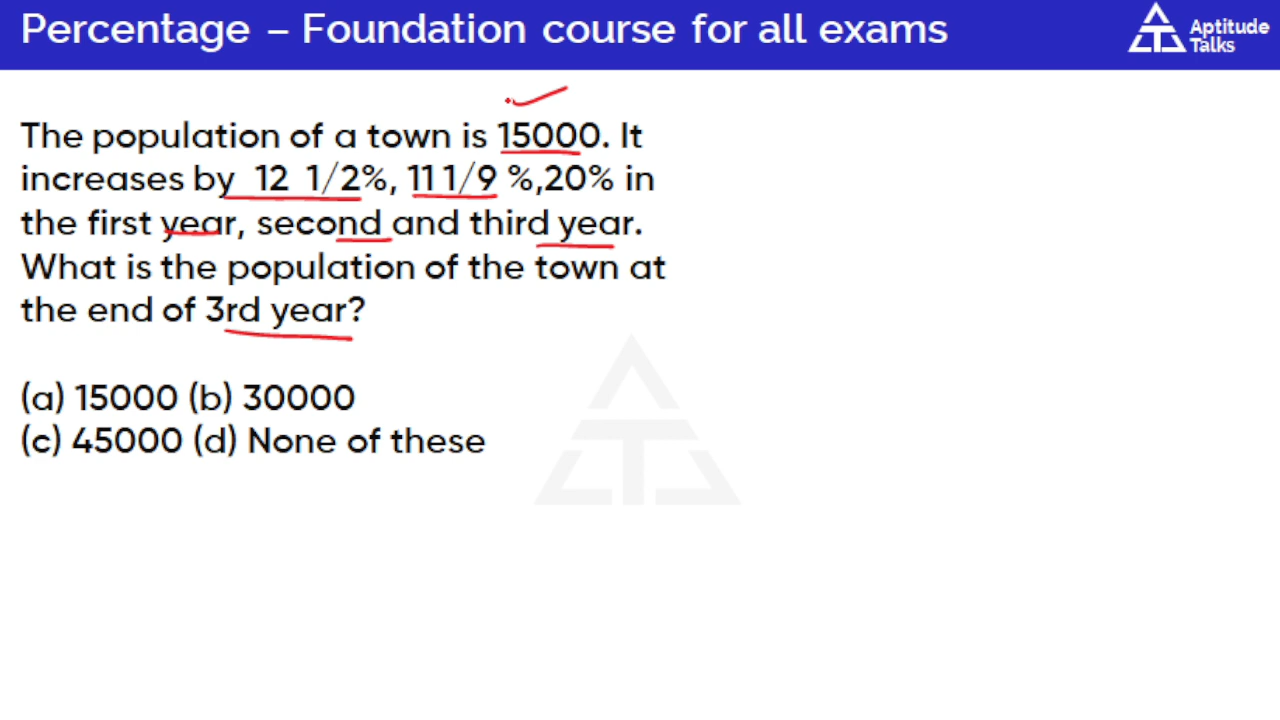 Percentage – Foundation course for all exams
Aptitude
Talks
The population of a town is 15000. It
increases by 12 1/2%, 11 1/9 %,20% in
the first year, second and third year.
What is the population of the town at
the end of 3rd year?
(a) 15000 (b) 30000
(c) 45000 (d) None of these